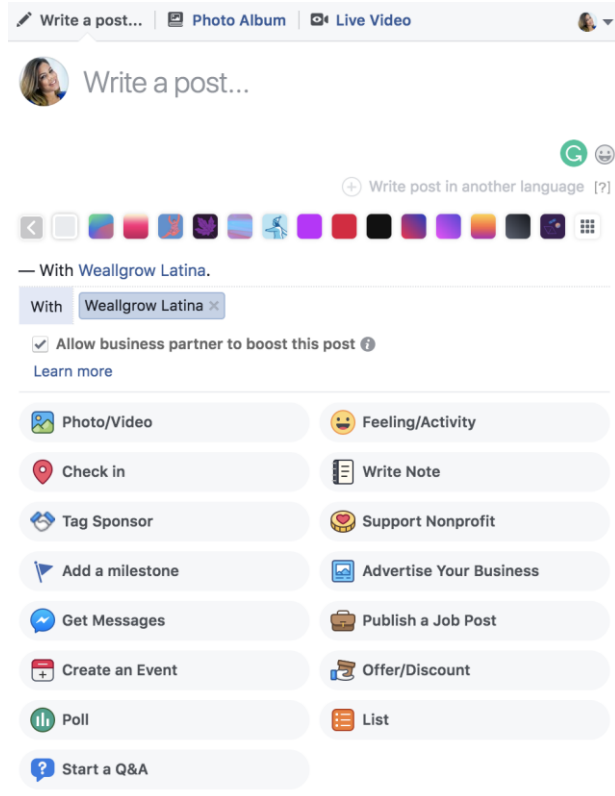 Write a post... Photo Album Live Video
Write a post...
Write post in another language [?]
— With Weallgrow Latina.
With Weallgrow Latina ×
Allow business partner to boost this post i
Learn more
Photo/Video Feeling/Activity
Check in Write Note
Tag Sponsor Support Nonprofit
Add a milestone Advertise Your Business
Get Messages Publish a Job Post
Create an Event Offer/Discount
Poll List
Start a Q&A